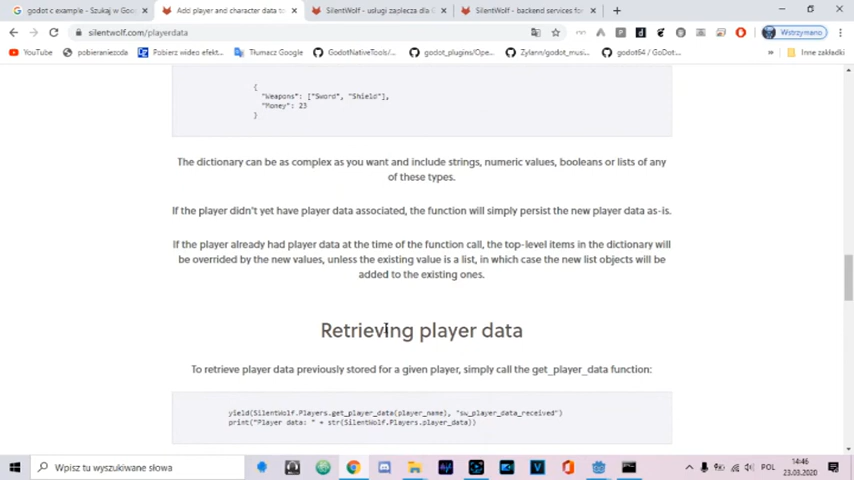 godot c example - Szukaj w Goo
Add player and character data to
SilentWolf - usługi zaplecza dla G
SilentWolf - backend services for
silentwolf.com/playerdata
Wstrzymano
YouTube
pobieraniezcda
Pobierz wideo efekt...
Tłumacz Google
GodotNativeTools/...
godot_plugins/Ope...
Zylann/godot_musi...
godot64 / GoDot...
Inne zakładki
{
"Weapons": ["Sword", "Shield"],
"Money": 23
}
The dictionary can be as complex as you want and include strings, numeric values, booleans or lists of any
of these types.
If the player didn't yet have player data associated, the function will simply persist the new player data as-is.
If the player already had player data at the time of the function call, the top-level items in the dictionary will
be overrided by the new values, unless the existing value is a list, in which case the new list objects will be
added to the existing ones.
Retrieving player data
To retrieve player data previously stored for a given player, simply call the get_player_data function:
yield(SilentWolf.Players.get_player_data(player_name), "sw_player_data_received")
print("Player data: " + str(SilentWolf.Players.player_data))
Wpisz tu wyszukiwane słowa
POL
14:46
23.03.2020